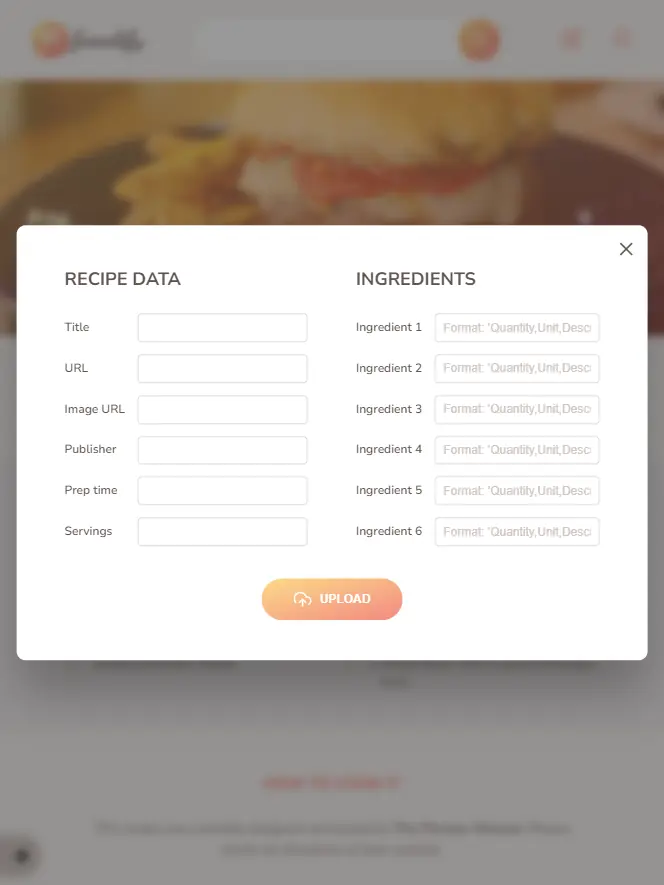 RECIPE DATA
Title
URL
Image URL
Publisher
Prep time
Servings
INGREDIENTS
Ingredient 1 Format: 'Quantity,Unit,Desc
Ingredient 2 Format: 'Quantity,Unit,Desc
Ingredient 3 Format: 'Quantity,Unit,Desc
Ingredient 4 Format: 'Quantity,Unit,Desc
Ingredient 5 Format: 'Quantity,Unit,Desc
Ingredient 6 Format: 'Quantity,Unit,Desc
UPLOAD